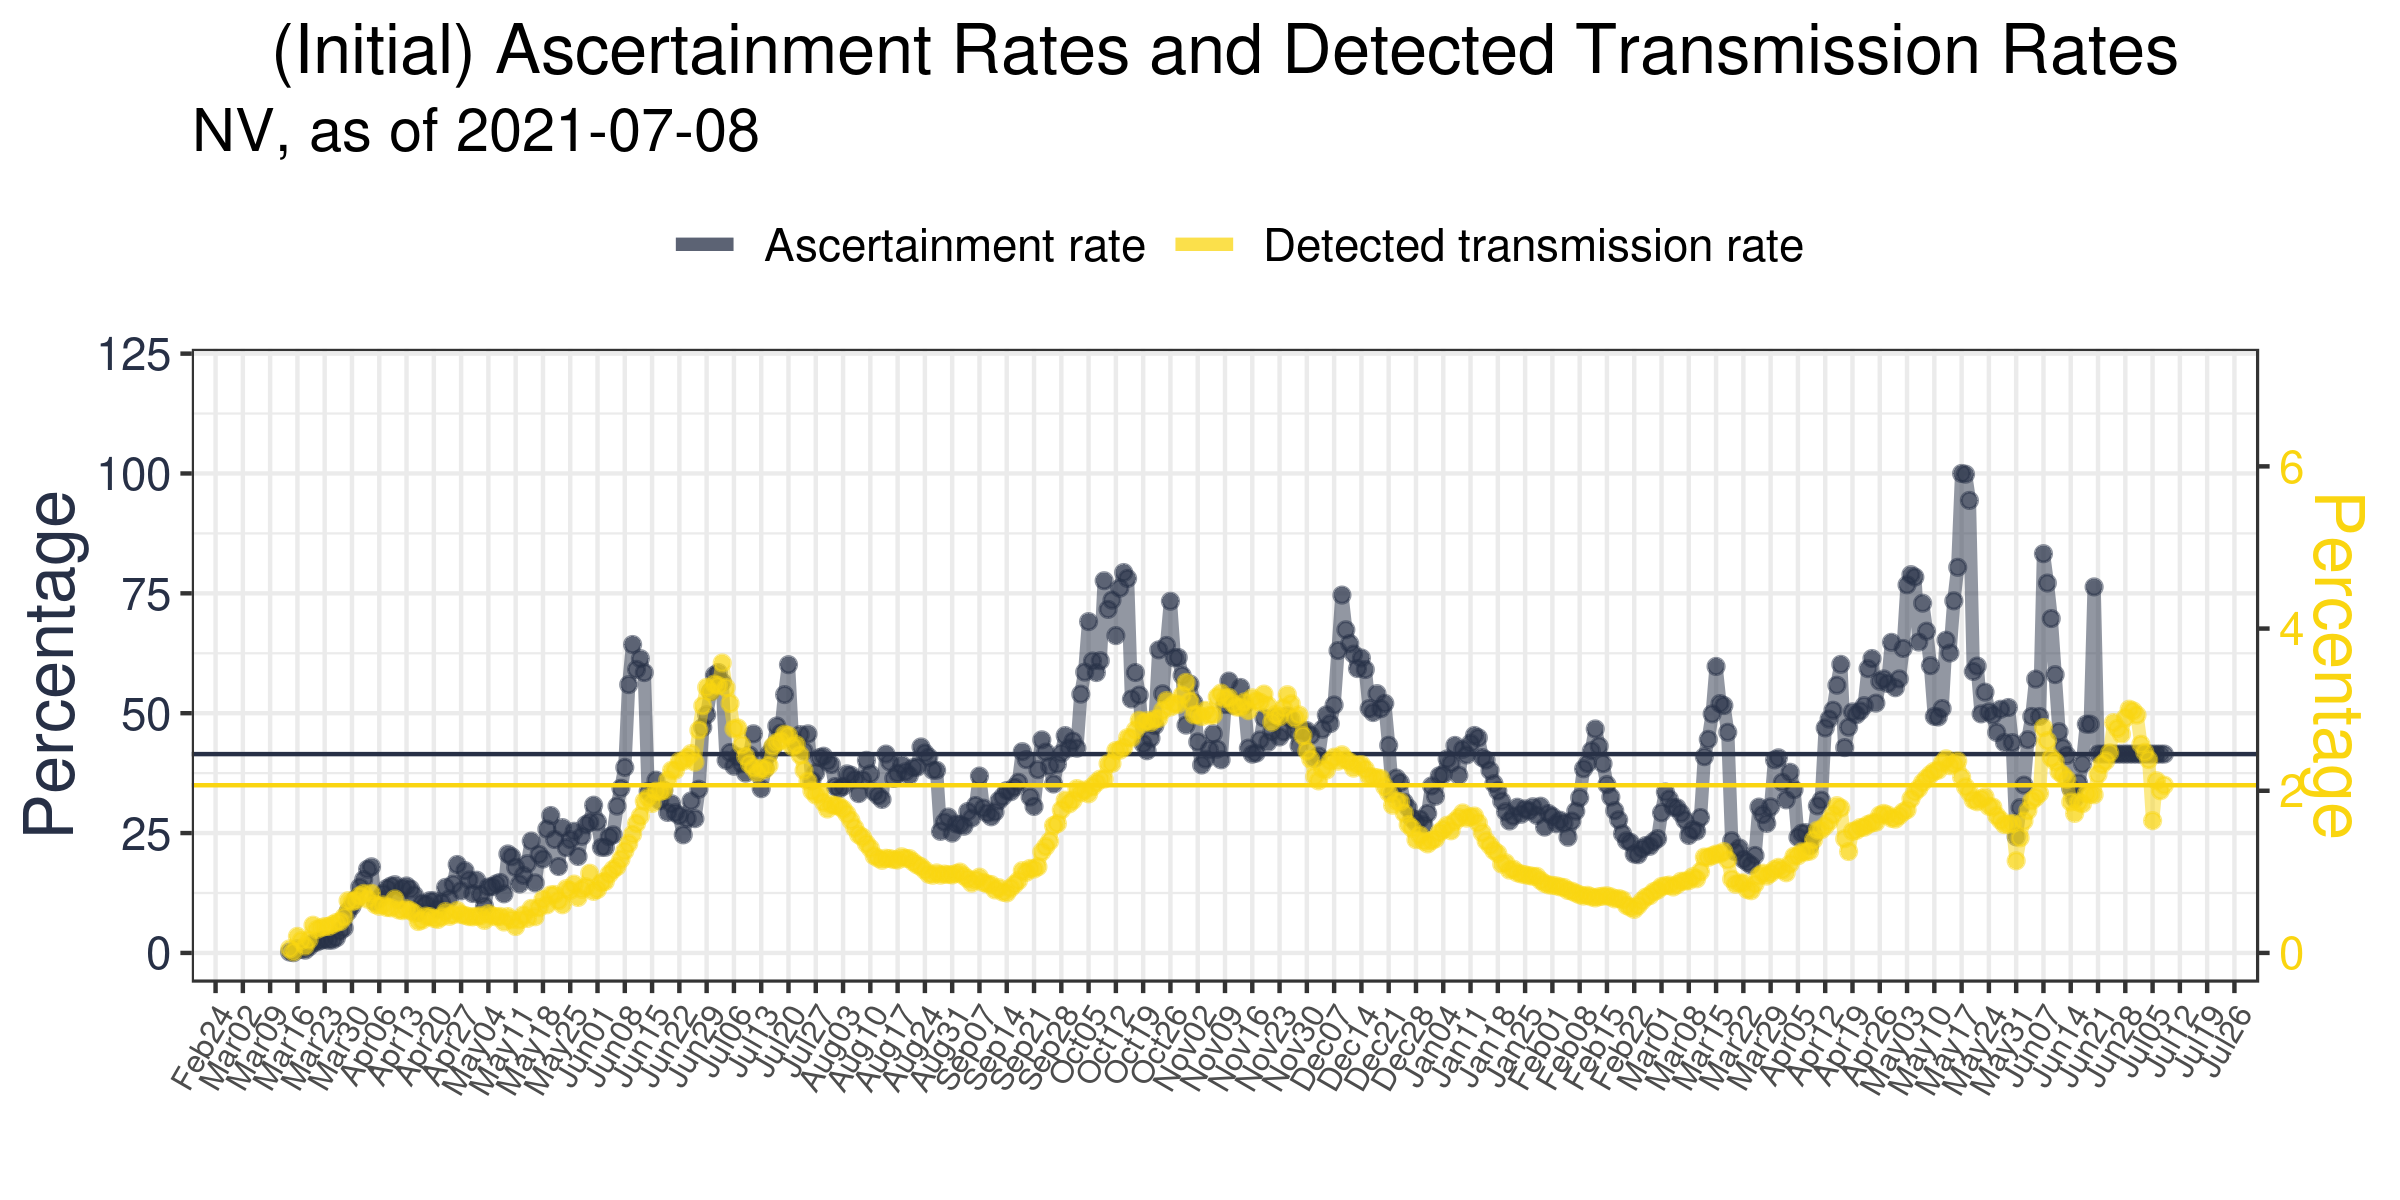 (Initial) Ascertainment Rates and Detected Transmission Rates
NV, as of 2021-07-08
Ascertainment rate
Detected transmission rate
125
100
75
50
25
0
Percentage
6
4
2
0
Percentage
Feb24
Mar02
Mar09
Mar16
Mar23
Mar30
Apr06
Apr13
Apr20
Apr27
May04
May11
May18
May25
Jun01
Jun08
Jun15
Jun22
Jun29
Jul06
Jul13
Jul20
Jul27
Aug03
Aug10
Aug17
Aug24
Aug31
Sep07
Sep14
Sep21
Sep28
Oct05
Oct12
Oct19
Oct26
Nov02
Nov09
Nov16
Nov23
Nov30
Dec07
Dec14
Dec21
Dec28
Jan04
Jan11
Jan18
Jan25
Feb01
Feb08
Feb15
Feb22
Mar01
Mar08
Mar15
Mar22
Mar29
Apr05
Apr12
Apr19
Apr26
May03
May10
May17
May24
May31
Jun07
Jun14
Jun21
Jun28
Jul05
Jul12
Jul19
Jul26